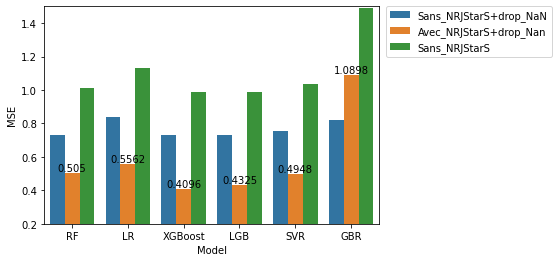 Sans_NRJStarS+drop_NaN
Avec_NRJStarS+drop_Nan
Sans_NRJStarS
1.4
1.2
1.0
0.8
0.6
0.4
0.2
MSE
0.505
0.5562
0.4096
0.4325
0.4948
1.0898
RF LR XGBoost LGB SVR GBR
Model